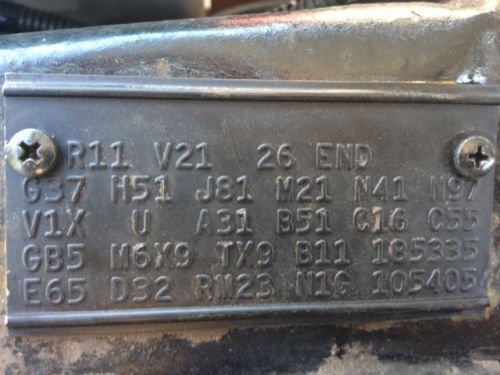 R11 V21 26 END
G37 H51 J81 M21 N41 N97
V1X U A31 B51 C16 C55
GB5 M6X9 TX9 B11 185335
E65 D32 RM23 N1G 105405